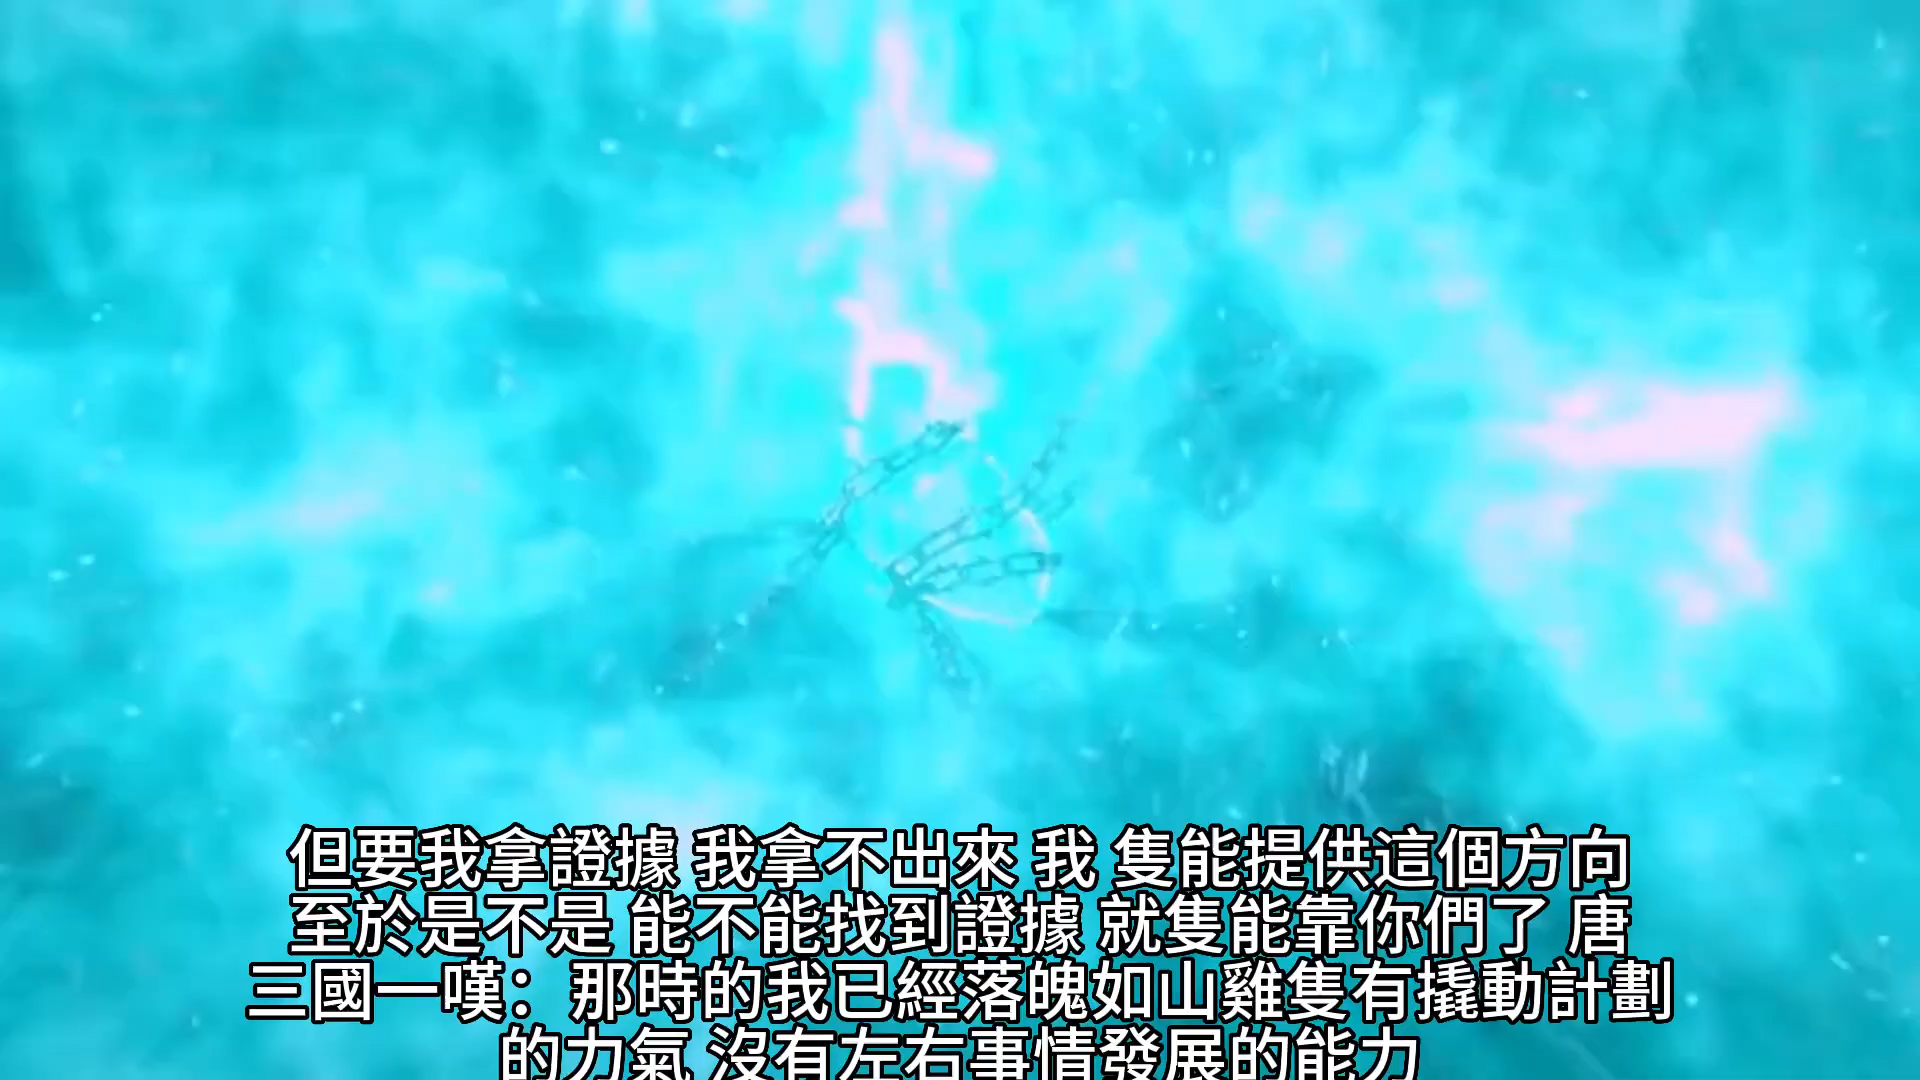 但要我拿證據 我拿不出來 我 隻能提供這個方向
至於是不是 能不能找到證據 就隻能靠你們了 唐
三國一嘆：那時的我已經落魄如山雞隻有撬動計劃
的力氣 沒有左右事情發展的能力